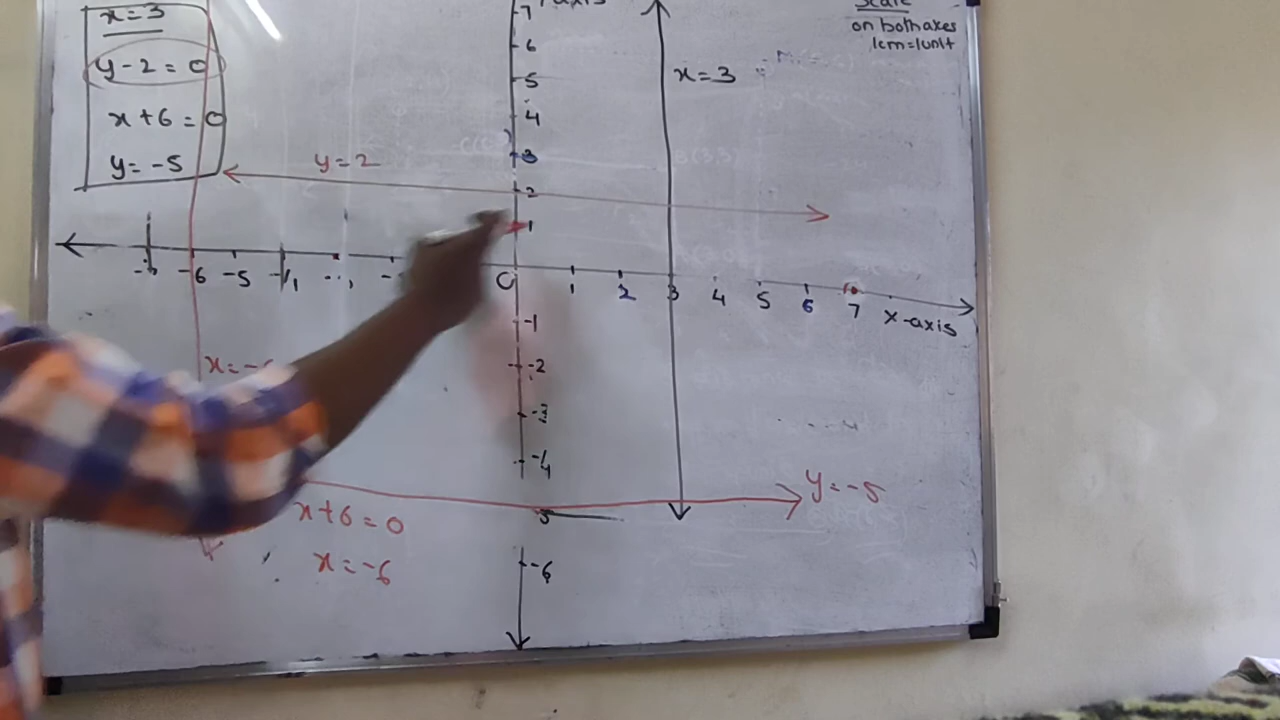 x=3
y-2=0
x+6=0
y=-5
Scale
on both axes
1cm=1unit
7
6
5
4
3
2
1
x=3
y=2
-6 -5
O 1 2 3 4 5 6 7 x-axis
-1
-2
-3
-4
-6
y=-5
x+6=0
x=-6